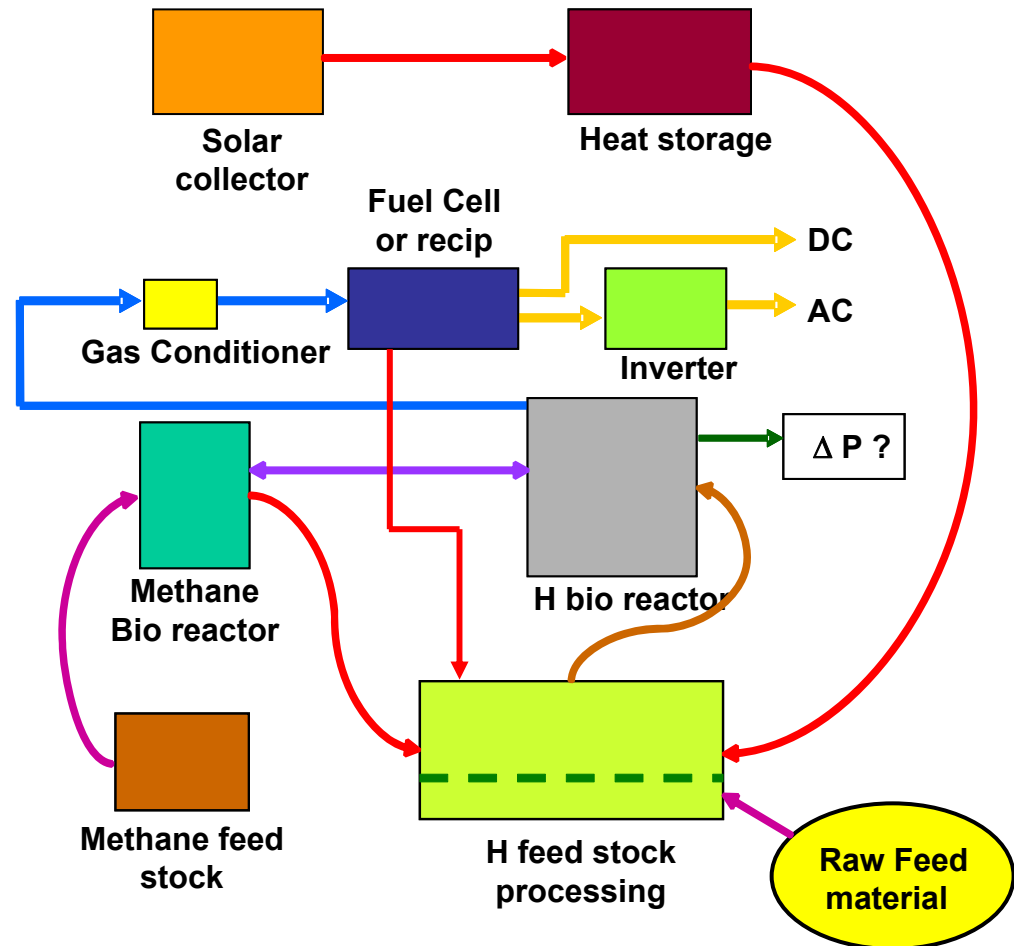 Solar
collector
Heat storage
Fuel Cell
or recip
DC
AC
Gas Conditioner
Inverter
Δ P ?
Methane
Bio reactor
H bio reactor
Methane feed
stock
H feed stock
processing
Raw Feed
material